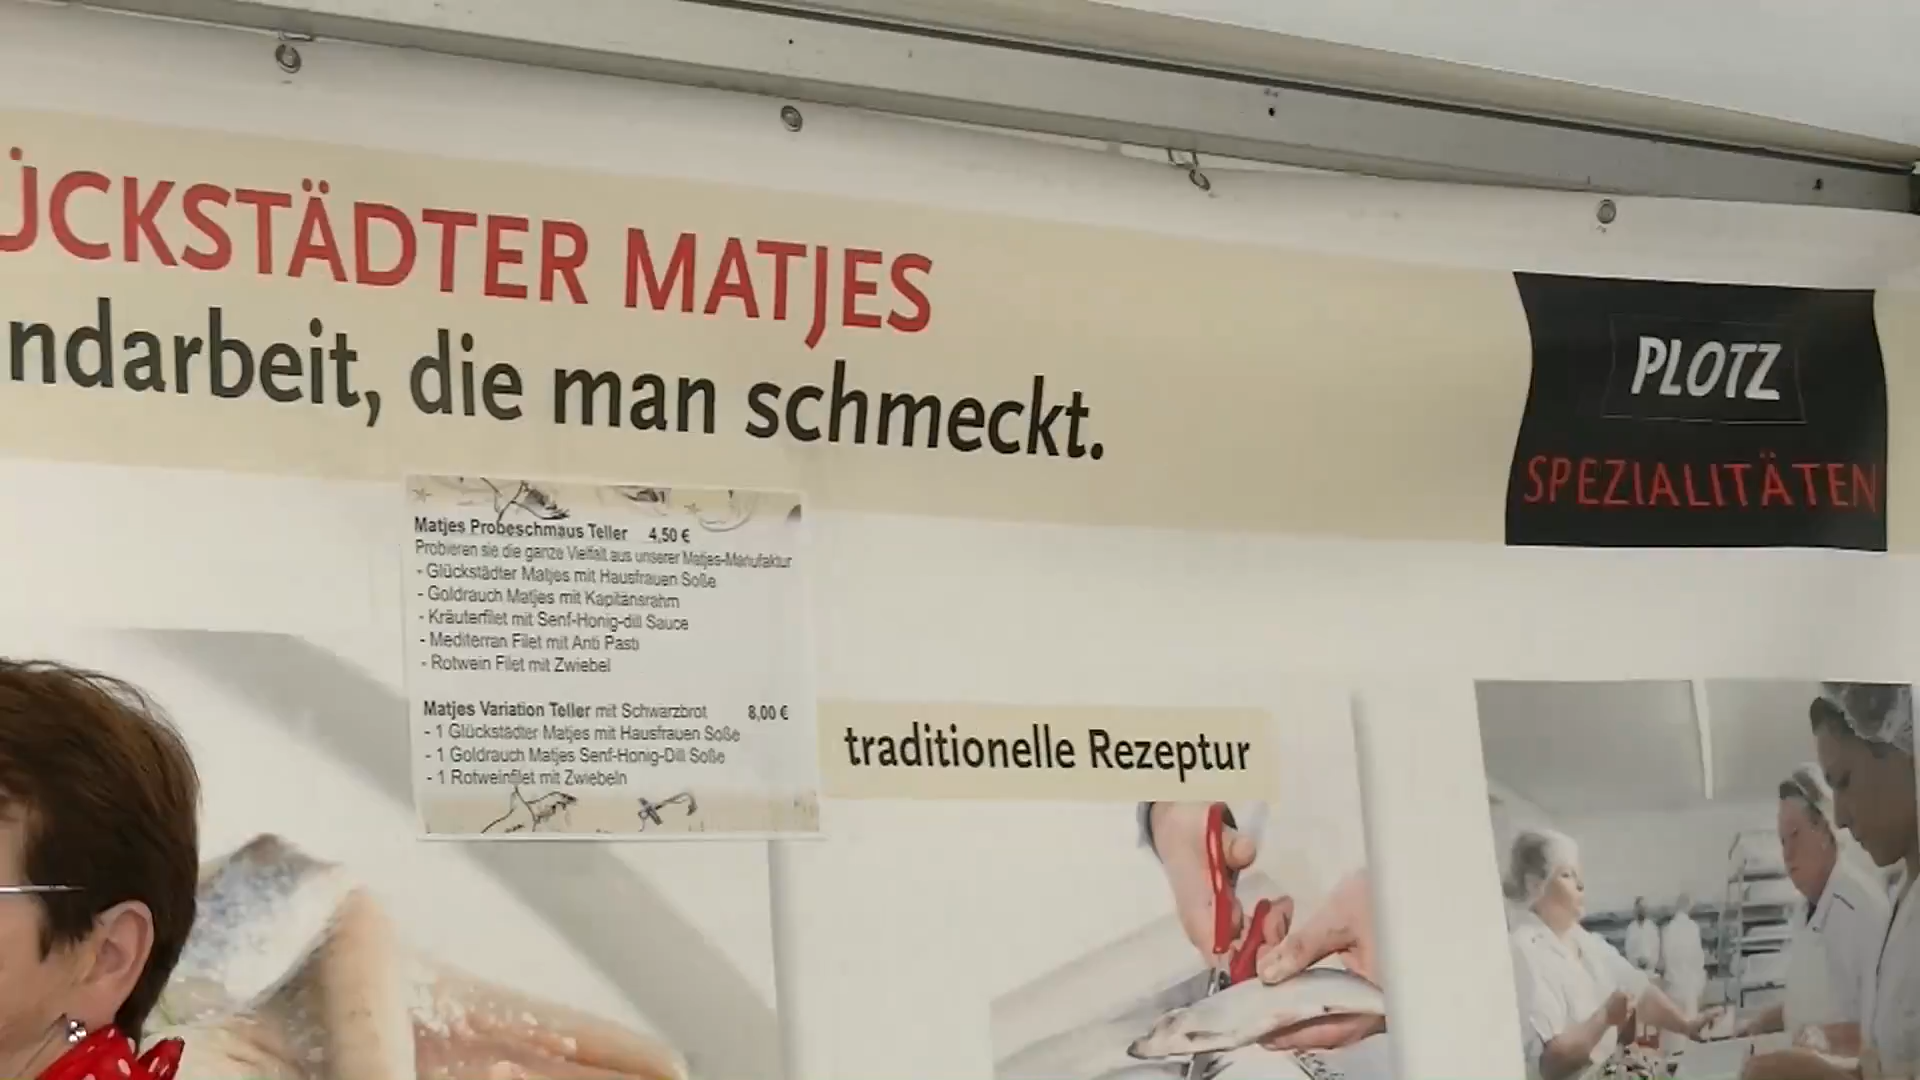 ÜCKSTÄDTER MATJES
ndarbeit, die man schmeckt.
PLOTZ
SPEZIALITÄTEN
Matjes Probeschmaus Teller 4,50 €
Probieren sie die ganze Vielfalt aus unserer Matjes-Manufaktur
- Glückstädter Matjes mit Hausfrauen Soße
- Goldrauch Matjes mit Kapitänsrahm
- Kräuterfilet mit Senf-Honig-dill Sauce
- Mediterran Filet mit Anti Pasti
- Rotwein Filet mit Zwiebel
Matjes Variation Teller mit Schwarzbrot 8,00 €
- 1 Glückstädter Matjes mit Hausfrauen Soße
- 1 Goldrauch Matjes Senf-Honig-Dill Soße
- 1 Rotweinfilet mit Zwiebeln
traditionelle Rezeptur